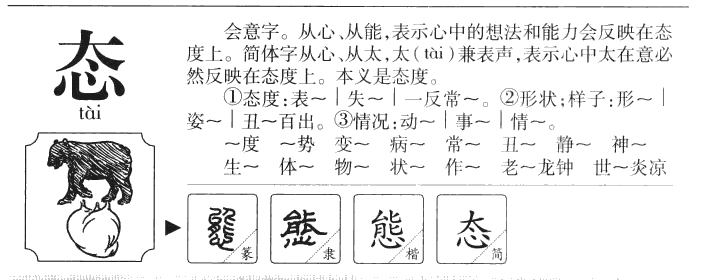 态
tài
会意字。从心、从能，表示心中的想法和能力会反映在态
度上。简体字从心、从太，太（tài）兼表声，表示心中太在意必
然反映在态度上。本义是态度。
①态度：表～｜失～｜一反常～。②形状；样子：形～｜
姿～｜丑～百出。③情况：动～｜事～｜情～。
～度 ～势 变～ 病～ 常～ 丑～ 静～ 神～
生～ 体～ 物～ 状～ 作～ 老～龙钟 世～炎凉
態 篆 態 隶 態 楷 态 简